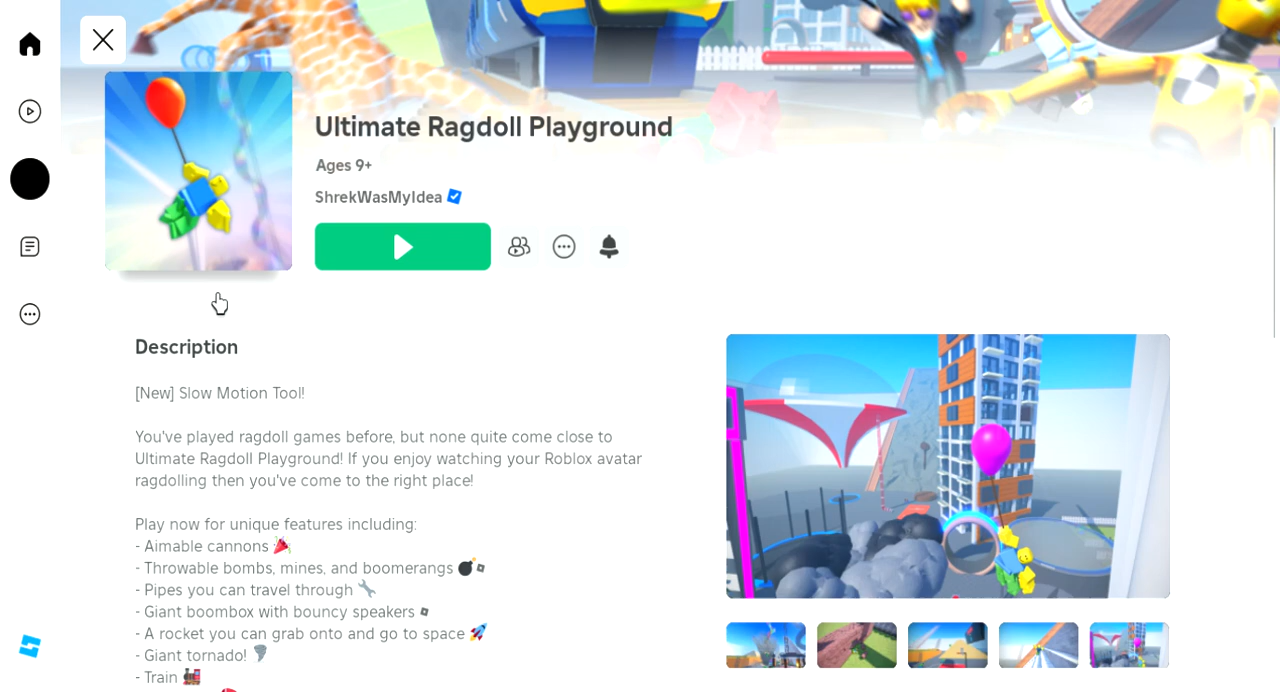 Ultimate Ragdoll Playground
Ages 9+
ShrekWasMyIdea
Description
[New] Slow Motion Tool!
You've played ragdoll games before, but none quite come close to
Ultimate Ragdoll Playground! If you enjoy watching your Roblox avatar
ragdolling then you've come to the right place!
Play now for unique features including:
- Aimable cannons 🎉
- Throwable bombs, mines, and boomerangs 💣
- Pipes you can travel through 🔧
- Giant boombox with bouncy speakers
- A rocket you can grab onto and go to space 🚀
- Giant tornado! 🌪️
- Train 🚂